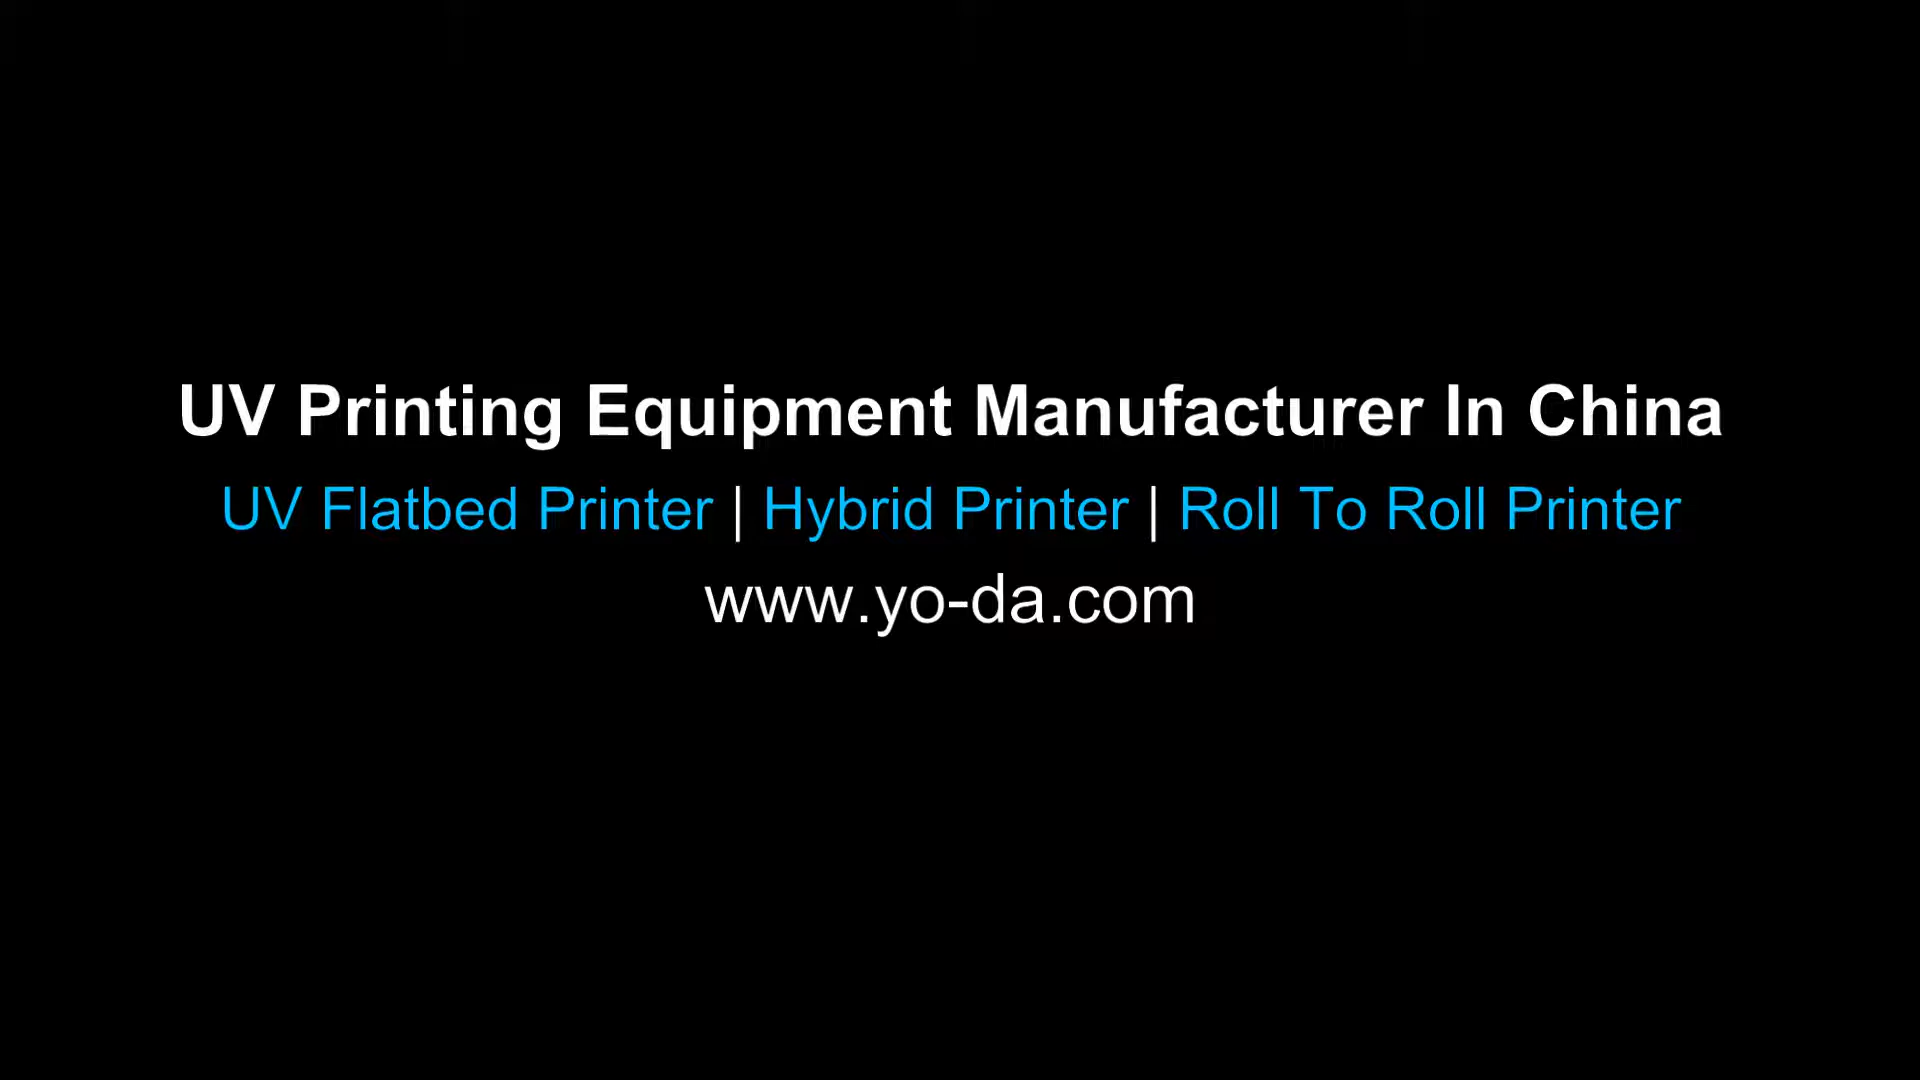 UV Printing Equipment Manufacturer In China
UV Flatbed Printer | Hybrid Printer | Roll To Roll Printer
www.yo-da.com